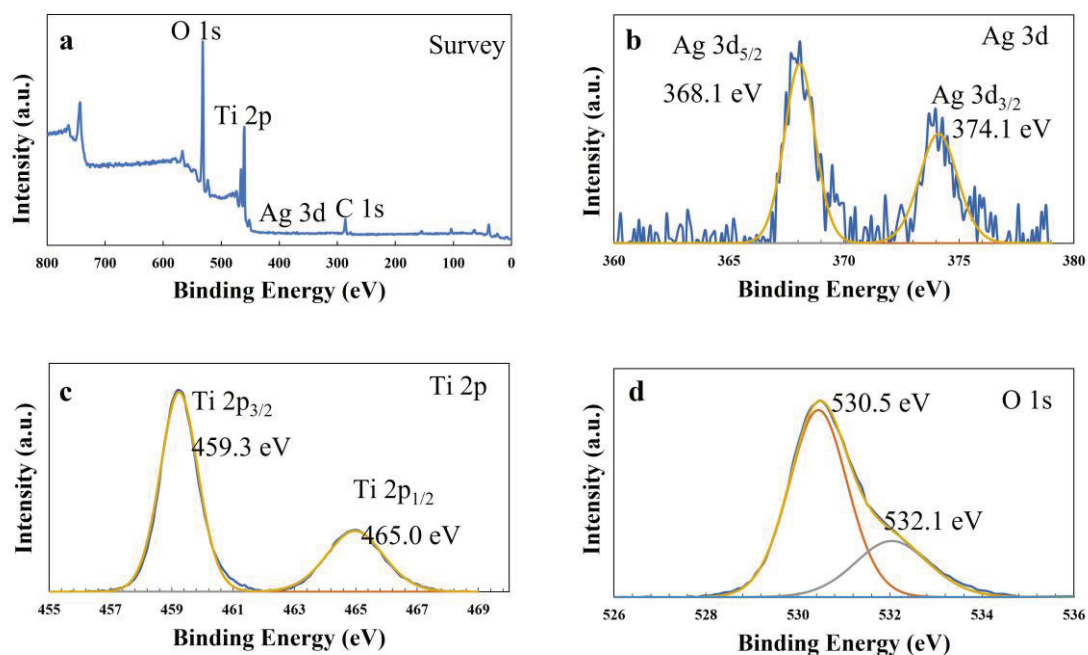 a
O 1s
Survey
Ti 2p
Ag 3d
C 1s
Intensity (a.u.)
800 700 600 500 400 300 200 100 0
Binding Energy (eV)
b
Ag 3d5/2
368.1 eV
Ag 3d
Ag 3d3/2
374.1 eV
Intensity (a.u.)
360 365 370 375 380
Binding Energy (eV)
c
Ti 2p3/2
459.3 eV
Ti 2p
Ti 2p1/2
465.0 eV
Intensity (a.u.)
455 457 459 461 463 465 467 469
Binding Energy (eV)
d
530.5 eV
O 1s
532.1 eV
Intensity (a.u.)
526 528 530 532 534 536
Binding Energy (eV)